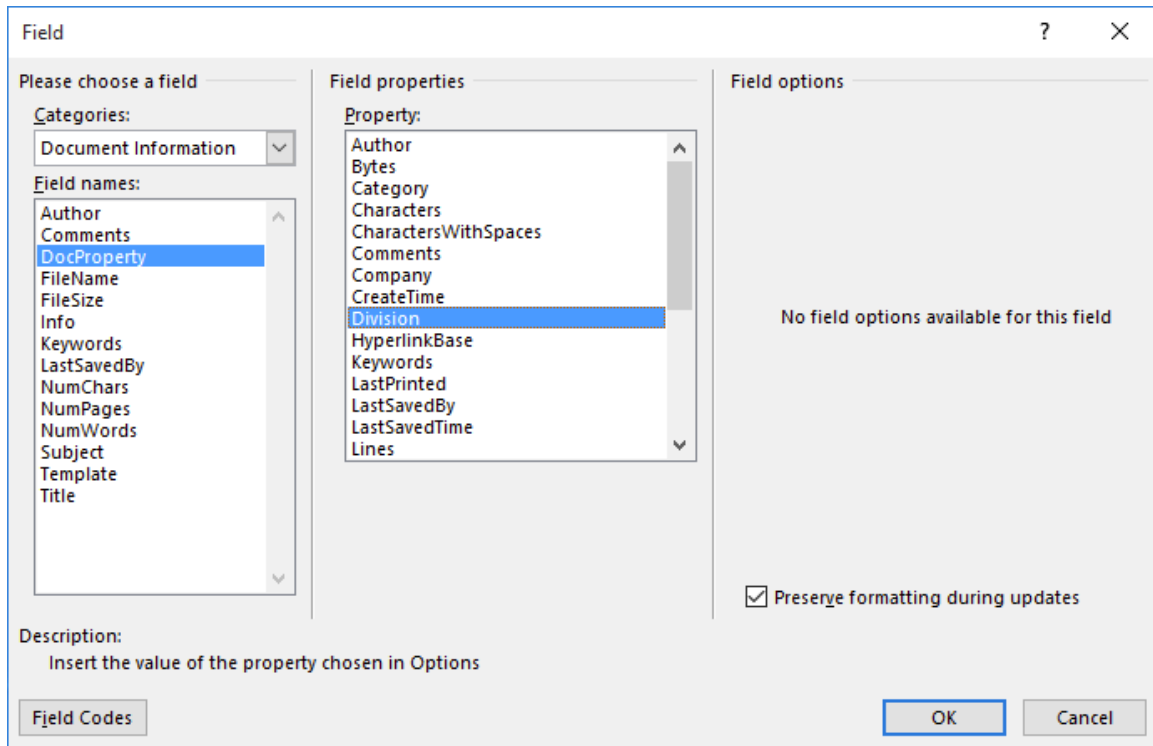 Field
?
Please choose a field
Categories:
Document Information
Field names:
Author
Comments
DocProperty
FileName
FileSize
Info
Keywords
LastSavedBy
NumChars
NumPages
NumWords
Subject
Template
Title
Field properties
Property:
Author
Bytes
Category
Characters
CharactersWithSpaces
Comments
Company
CreateTime
Division
HyperlinkBase
Keywords
LastPrinted
LastSavedBy
LastSavedTime
Lines
Field options
No field options available for this field
Preserve formatting during updates
Description:
Insert the value of the property chosen in Options
Field Codes
OK
Cancel